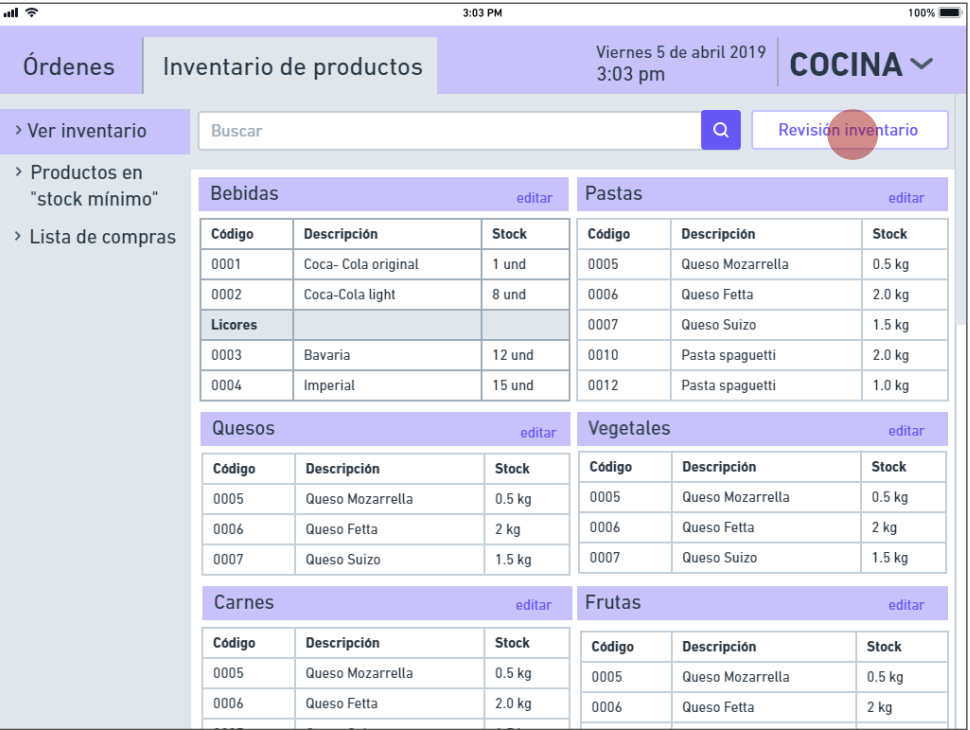 3:03 PM
100%
Órdenes
Inventario de productos
Viernes 5 de abril 2019
3:03 pm
COCINA
> Ver inventario
> Productos en
"stock mínimo"
> Lista de compras
Buscar
Revisión inventario
Bebidas editar
Código Descripción Stock
0001 Coca- Cola original 1 und
0002 Coca-Cola light 8 und
Licores
0003 Bavaria 12 und
0004 Imperial 15 und
Pastas editar
Código Descripción Stock
0005 Queso Mozarrella 0.5 kg
0006 Queso Fetta 2.0 kg
0007 Queso Suizo 1.5 kg
0010 Pasta spaguetti 2.0 kg
0012 Pasta spaguetti 1.0 kg
Quesos editar
Código Descripción Stock
0005 Queso Mozarrella 0.5 kg
0006 Queso Fetta 2 kg
0007 Queso Suizo 1.5 kg
Vegetales editar
Código Descripción Stock
0005 Queso Mozarrella 0.5 kg
0006 Queso Fetta 2 kg
0007 Queso Suizo 1.5 kg
Carnes editar
Código Descripción Stock
0005 Queso Mozarrella 0.5 kg
0006 Queso Fetta 2.0 kg
Frutas editar
Código Descripción Stock
0005 Queso Mozarrella 0.5 kg
0006 Queso Fetta 2 kg